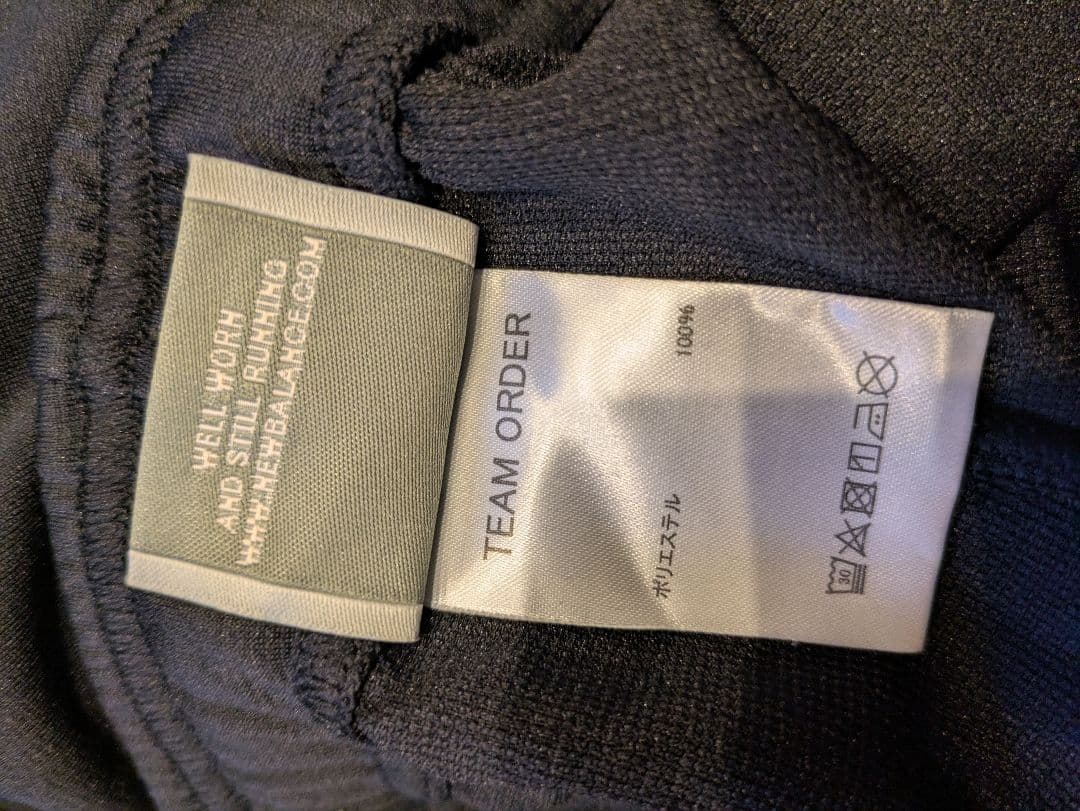 WELL WORN
AND STILL RUNNING
WWW.NEWBALANCE.COM
TEAM ORDER
ポリエステル 100%
30